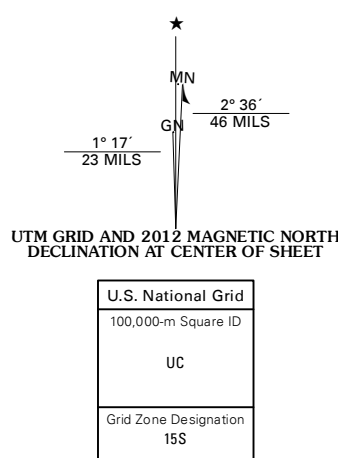 ★
MN
GN
2° 36´
46 MILS
1° 17´
23 MILS
UTM GRID AND 2012 MAGNETIC NORTH
DECLINATION AT CENTER OF SHEET
U.S. National Grid
100,000-m Square ID
UC
Grid Zone Designation
15S